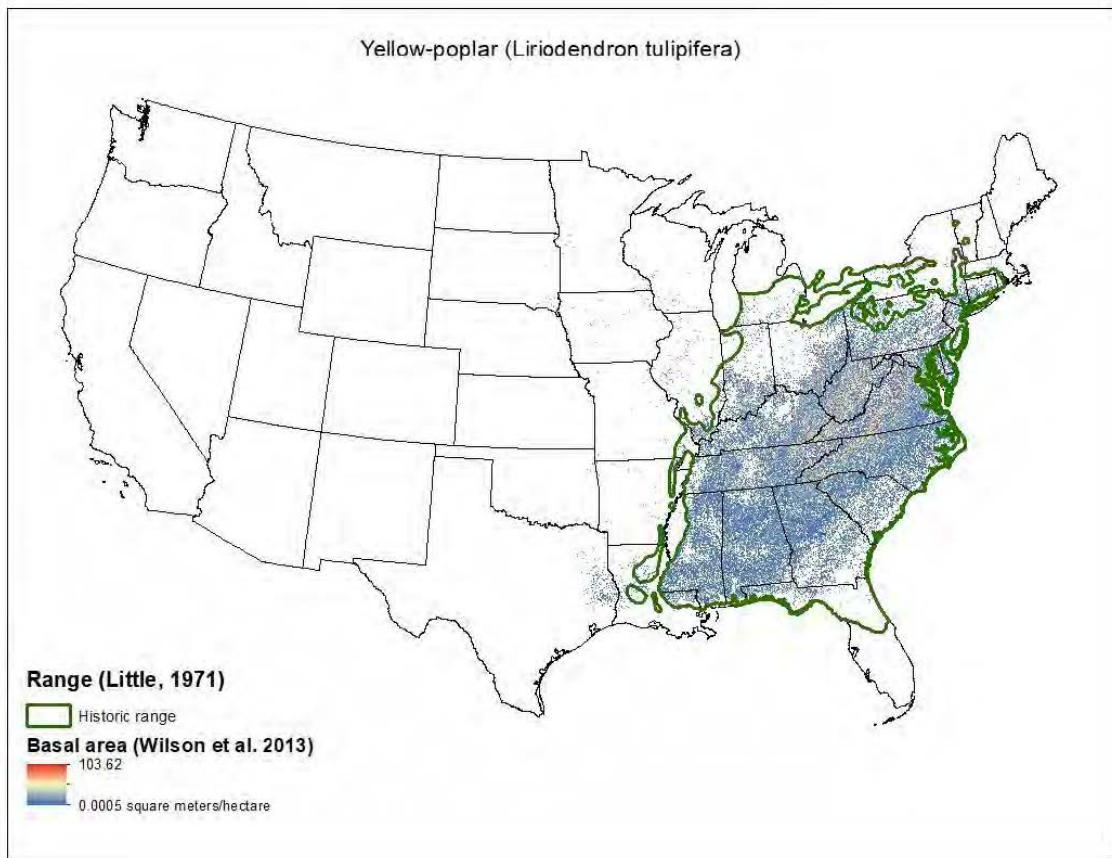 Yellow-poplar (Liriodendron tulipifera)
Range (Little, 1971)
Historic range
Basal area (Wilson et al. 2013)
103.62
0.0005 square meters/hectare